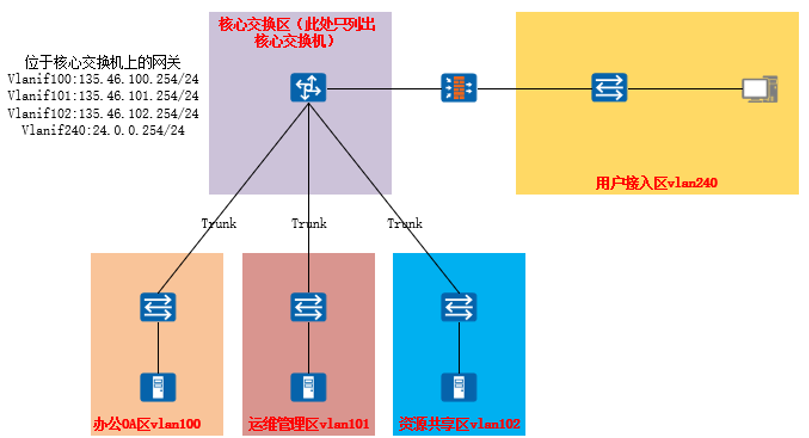 核心交换区（此处只列出
核心交换机）
位于核心交换机上的网关
Vlanif100:135.46.100.254/24
Vlanif101:135.46.101.254/24
Vlanif102:135.46.102.254/24
Vlanif240:24.0.0.254/24
用户接入区vlan240
Trunk
Trunk
Trunk
办公OA区vlan100
运维管理区vlan101
资源共享区vlan102